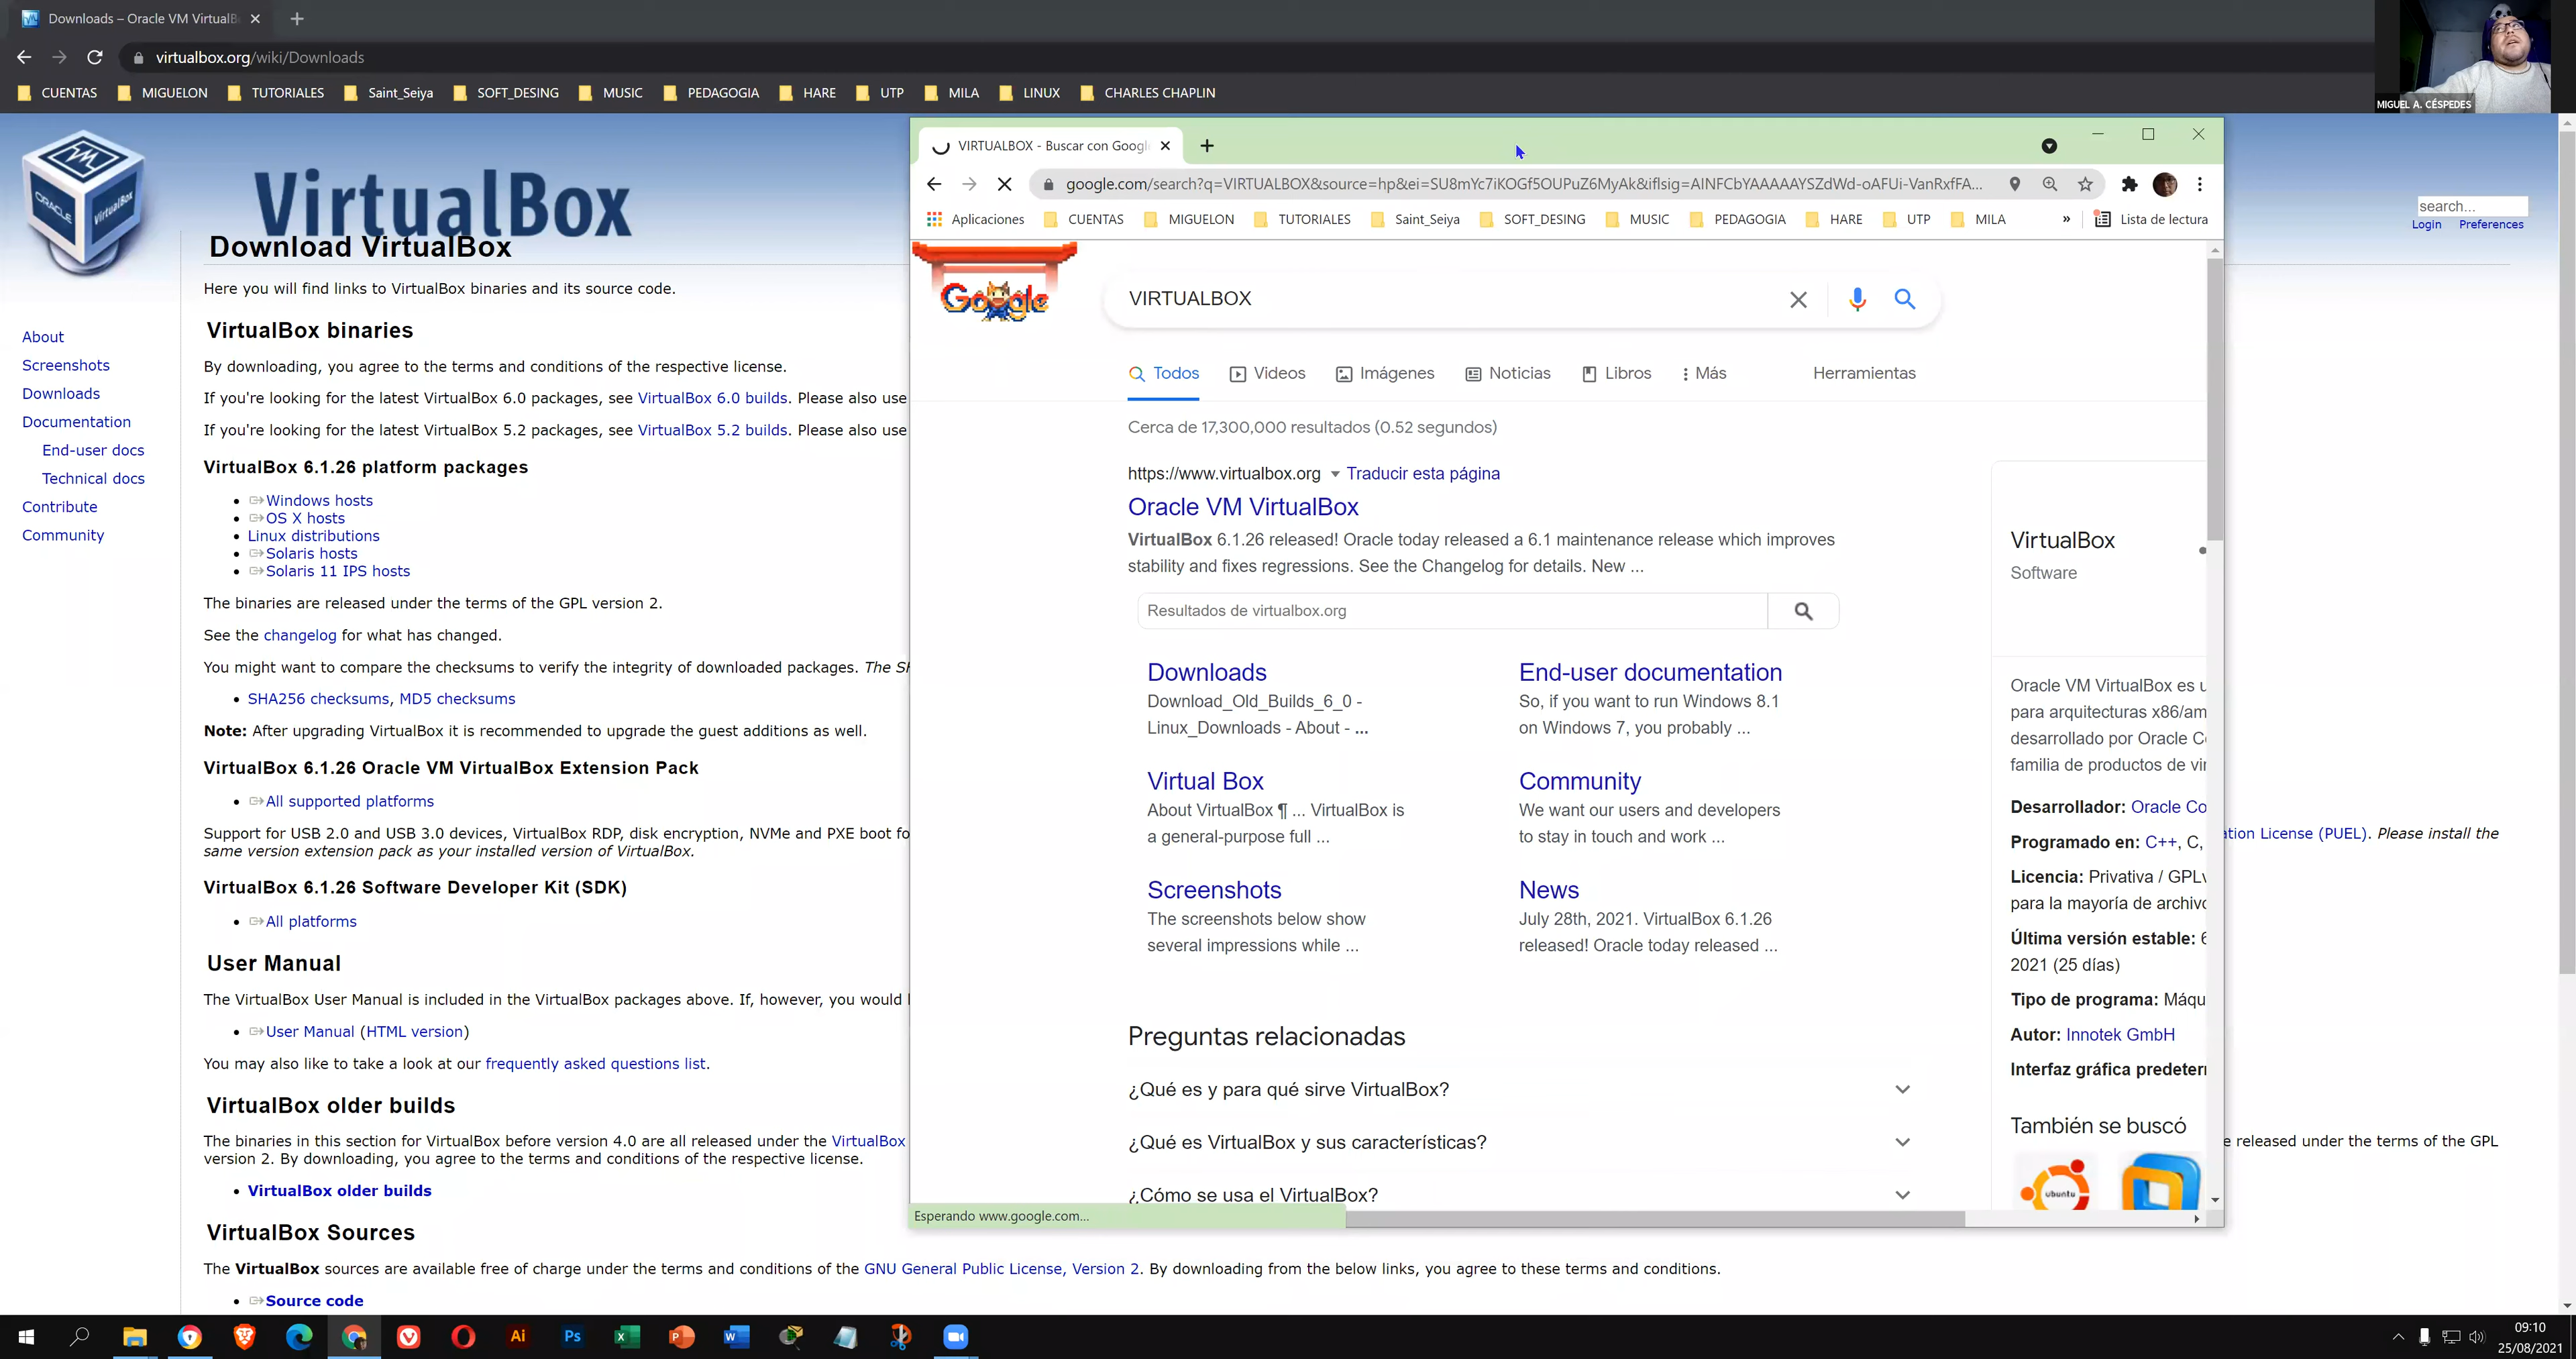 Downloads – Oracle VM VirtualB
virtualbox.org/wiki/Downloads
CUENTAS MIGUELON TUTORIALES Saint_Seiya SOFT_DESING MUSIC PEDAGOGIA HARE UTP MILA LINUX CHARLES CHAPLIN
MIGUEL A. CÉSPEDES
ORACLE
VirtualBox
VirtualBox
search...
Login Preferences
About
Screenshots
Downloads
Documentation
End-user docs
Technical docs
Contribute
Community
Download VirtualBox
Here you will find links to VirtualBox binaries and its source code.
VirtualBox binaries
By downloading, you agree to the terms and conditions of the respective license.
If you're looking for the latest VirtualBox 6.0 packages, see VirtualBox 6.0 builds. Please also use
If you're looking for the latest VirtualBox 5.2 packages, see VirtualBox 5.2 builds. Please also use
VirtualBox 6.1.26 platform packages
Windows hosts
OS X hosts
Linux distributions
Solaris hosts
Solaris 11 IPS hosts
The binaries are released under the terms of the GPL version 2.
See the changelog for what has changed.
You might want to compare the checksums to verify the integrity of downloaded packages. The SH
SHA256 checksums, MD5 checksums
Note: After upgrading VirtualBox it is recommended to upgrade the guest additions as well.
VirtualBox 6.1.26 Oracle VM VirtualBox Extension Pack
All supported platforms
Support for USB 2.0 and USB 3.0 devices, VirtualBox RDP, disk encryption, NVMe and PXE boot fo
ation License (PUEL). Please install the
same version extension pack as your installed version of VirtualBox.
VirtualBox 6.1.26 Software Developer Kit (SDK)
All platforms
User Manual
The VirtualBox User Manual is included in the VirtualBox packages above. If, however, you would l
User Manual (HTML version)
You may also like to take a look at our frequently asked questions list.
VirtualBox older builds
The binaries in this section for VirtualBox before version 4.0 are all released under the VirtualBox
e released under the terms of the GPL
version 2. By downloading, you agree to the terms and conditions of the respective license.
VirtualBox older builds
VirtualBox Sources
The VirtualBox sources are available free of charge under the terms and conditions of the GNU General Public License, Version 2. By downloading from the below links, you agree to these terms and conditions.
Source code
VIRTUALBOX - Buscar con Googl
google.com/search?q=VIRTUALBOX&source=hp&ei=SU8mYc7iKOGf5OUPuZ6MyAk&iflsig=AINFCbYAAAAAYSZdWd-oAFUi-VanRxfFA...
Aplicaciones CUENTAS MIGUELON TUTORIALES Saint_Seiya SOFT_DESING MUSIC PEDAGOGIA HARE UTP MILA » Lista de lectura
Google
VIRTUALBOX
Todos Videos Imágenes Noticias Libros Más Herramientas
Cerca de 17,300,000 resultados (0.52 segundos)
https://www.virtualbox.org Traducir esta página
Oracle VM VirtualBox
VirtualBox 6.1.26 released! Oracle today released a 6.1 maintenance release which improves
stability and fixes regressions. See the Changelog for details. New ...
Resultados de virtualbox.org
Downloads
Download_Old_Builds_6_0 -
Linux_Downloads - About - ...
End-user documentation
So, if you want to run Windows 8.1
on Windows 7, you probably ...
Virtual Box
About VirtualBox ¶ ... VirtualBox is
a general-purpose full ...
Community
We want our users and developers
to stay in touch and work ...
Screenshots
The screenshots below show
several impressions while ...
News
July 28th, 2021. VirtualBox 6.1.26
released! Oracle today released ...
Preguntas relacionadas
¿Qué es y para qué sirve VirtualBox?
¿Qué es VirtualBox y sus características?
¿Cómo se usa el VirtualBox?
VirtualBox
Software
Oracle VM VirtualBox es u
para arquitecturas x86/am
desarrollado por Oracle Co
familia de productos de vir
Desarrollador: Oracle Co
Programado en: C++, C,
Licencia: Privativa / GPLv
para la mayoría de archivo
Última versión estable: 6
2021 (25 días)
Tipo de programa: Máqu
Autor: Innotek GmbH
Interfaz gráfica predeterr
También se buscó
ubuntu
Esperando www.google.com...
Ai Ps X P W
09:10
25/08/2021